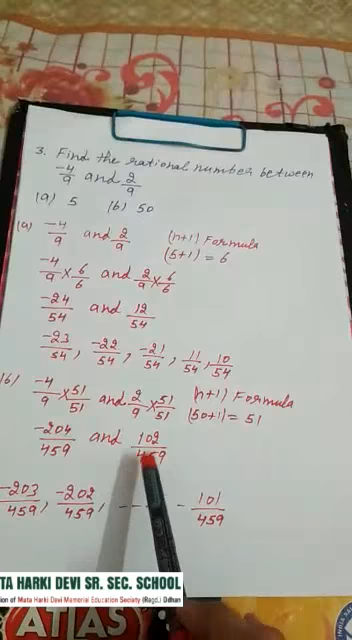 3. Find the rational number between
-4/9 and 2/9
(a) 5 (b) 50
(a) -4/9 and 2/9 (n+1) Formula
(5+1) = 6
-4/9 × 6/6 and 2/9 × 6/6
-24/54 and 12/54
-23/54, -22/54, -21/54, 11/54, 10/54
(b) -4/9 × 51/51 and 2/9 × 51/51 (n+1) Formula
(50+1) = 51
-204/459 and 102/459
-203/459, -202/459, - - - - - 101/459
TA HARKI DEVI SR. SEC. SCHOOL
tion of Mata Harki Devi Memorial Education Society (Regd.) Odhan
ATLAS